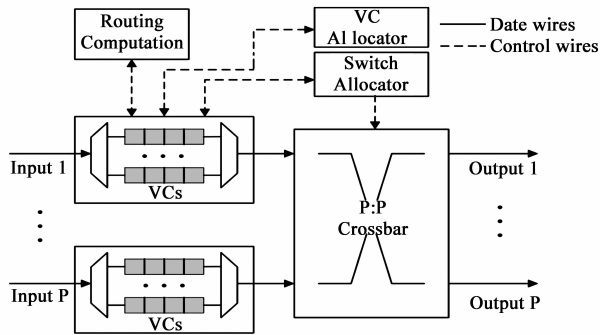 Routing
Computation
VC
Al locator
Switch
Allocator
Date wires
Control wires
Input 1
VCs
P:P
Crossbar
Output 1
Input P
VCs
Output P